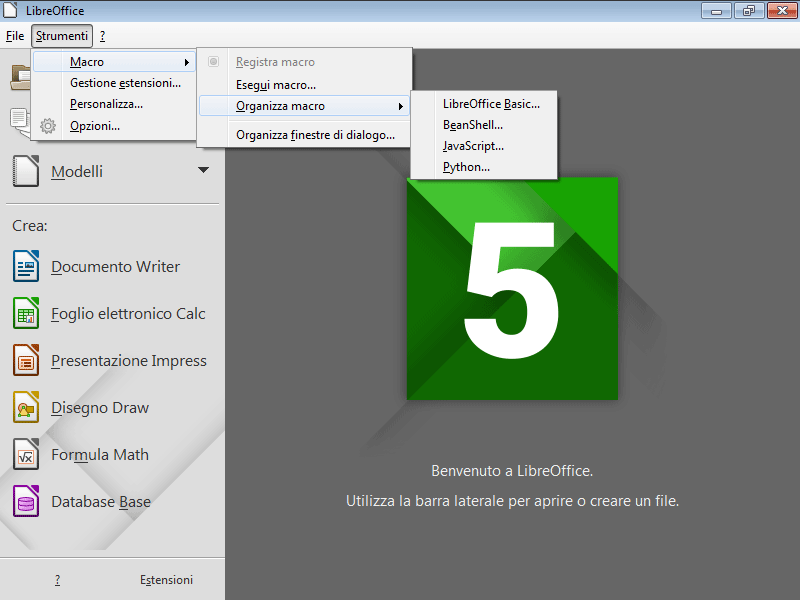 LibreOffice
File Strumenti ?
Macro
Gestione estensioni...
Personalizza...
Opzioni...
Registra macro
Esegui macro...
Organizza macro
Organizza finestre di dialogo...
LibreOffice Basic...
BeanShell...
JavaScript...
Python...
Modelli
Crea:
Documento Writer
Foglio elettronico Calc
Presentazione Impress
Disegno Draw
Formula Math
Database Base
? Estensioni
5
Benvenuto a LibreOffice.
Utilizza la barra laterale per aprire o creare un file.